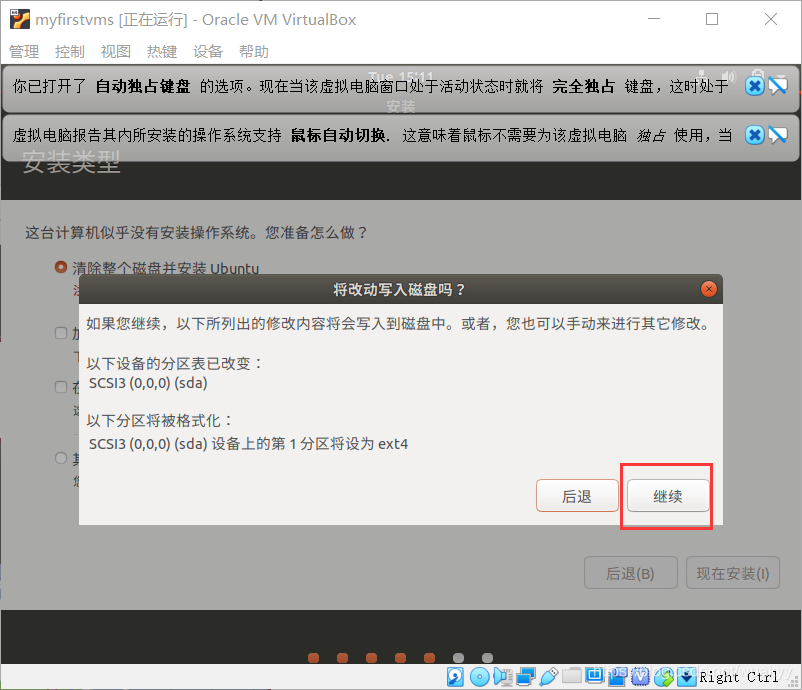 myfirstvms [正在运行] - Oracle VM VirtualBox
管理 控制 视图 热键 设备 帮助
Tue 15:11
你已打开了 自动独占键盘 的选项。现在当该虚拟电脑窗口处于活动状态时就将 完全独占 键盘，这时处于
安装
虚拟电脑报告其内所安装的操作系统支持 鼠标自动切换. 这意味着鼠标不需要为该虚拟电脑 独占 使用，当
安装类型
这台计算机似乎没有安装操作系统。您准备怎么做？
清除整个磁盘并安装 Ubuntu
将改动写入磁盘吗？
如果您继续，以下所列出的修改内容将会写入到磁盘中。或者，您也可以手动来进行其它修改。
以下设备的分区表已改变：
SCSI3 (0,0,0) (sda)
以下分区将被格式化：
SCSI3 (0,0,0) (sda) 设备上的第 1 分区将设为 ext4
后退 继续
后退(B) 现在安装(I)
Right Ctrl